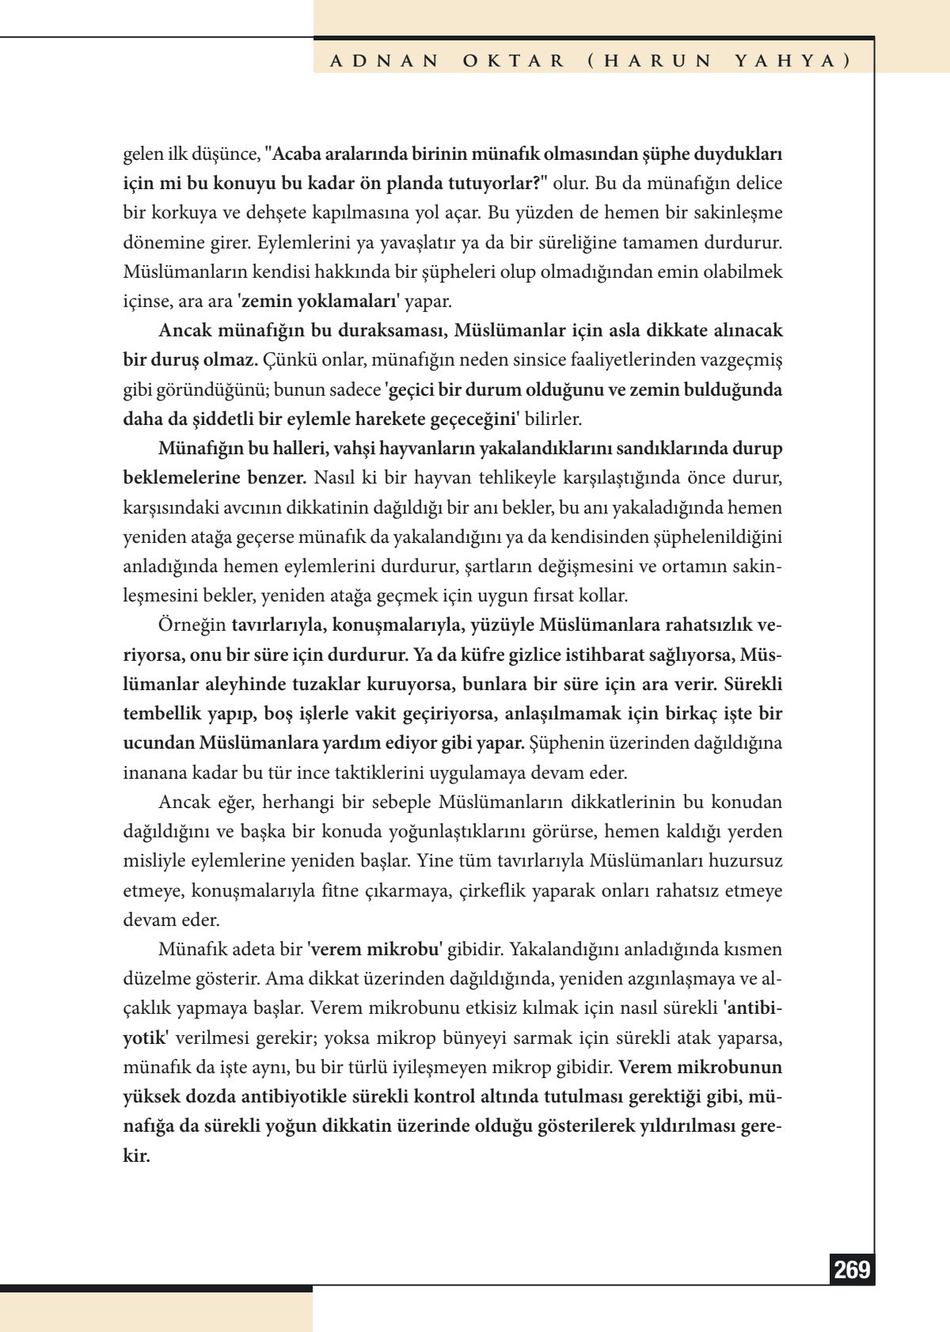 ADNAN OKTAR (HARUN YAHYA)
gelen ilk düşünce, "Acaba aralarında birinin münafık olmasından şüphe duydukları
için mi bu konuyu bu kadar ön planda tutuyorlar?" olur. Bu da münafığın delice
bir korkuya ve dehşete kapılmasına yol açar. Bu yüzden de hemen bir sakinleşme
dönemine girer. Eylemlerini ya yavaşlatır ya da bir süreliğine tamamen durdurur.
Müslümanların kendisi hakkında bir şüpheleri olup olmadığından emin olabilmek
içinse, ara ara 'zemin yoklamaları' yapar.
Ancak münafığın bu duraksaması, Müslümanlar için asla dikkate alınacak
bir duruş olmaz. Çünkü onlar, münafığın neden sinsice faaliyetlerinden vazgeçmiş
gibi göründüğünü; bunun sadece 'geçici bir durum olduğunu ve zemin bulduğunda
daha da şiddetli bir eylemle harekete geçeceğini' bilirler.
Münafığın bu halleri, vahşi hayvanların yakalandıklarını sandıklarında durup
beklemelerine benzer. Nasıl ki bir hayvan tehlikeyle karşılaştığında önce durur,
karşısındaki avcının dikkatinin dağıldığı bir anı bekler, bu anı yakaladığında hemen
yeniden atağa geçerse münafık da yakalandığını ya da kendisinden şüphelenildiğini
anladığında hemen eylemlerini durdurur, şartların değişmesini ve ortamın sakin-
leşmesini bekler, yeniden atağa geçmek için uygun fırsat kollar.
Örneğin tavırlarıyla, konuşmalarıyla, yüzüyle Müslümanlara rahatsızlık ve-
riyorsa, onu bir süre için durdurur. Ya da küfre gizlice istihbarat sağlıyorsa, Müs-
lümanlar aleyhinde tuzaklar kuruyorsa, bunlara bir süre için ara verir. Sürekli
tembellik yapıp, boş işlerle vakit geçiriyorsa, anlaşılmamak için birkaç işte bir
ucundan Müslümanlara yardım ediyor gibi yapar. Şüphenin üzerinden dağıldığına
inanana kadar bu tür ince taktiklerini uygulamaya devam eder.
Ancak eğer, herhangi bir sebeple Müslümanların dikkatlerinin bu konudan
dağıldığını ve başka bir konuda yoğunlaştıklarını görürse, hemen kaldığı yerden
misliyle eylemlerine yeniden başlar. Yine tüm tavırlarıyla Müslümanları huzursuz
etmeye, konuşmalarıyla fitne çıkarmaya, çirkeflik yaparak onları rahatsız etmeye
devam eder.
Münafık adeta bir 'verem mikrobu' gibidir. Yakalandığını anladığında kısmen
düzelme gösterir. Ama dikkat üzerinden dağıldığında, yeniden azgınlaşmaya ve al-
çaklık yapmaya başlar. Verem mikrobunu etkisiz kılmak için nasıl sürekli 'antibi-
yotik' verilmesi gerekir; yoksa mikrop bünyeyi sarmak için sürekli atak yaparsa,
münafık da işte aynı, bu bir türlü iyileşmeyen mikrop gibidir. Verem mikrobunun
yüksek dozda antibiyotikle sürekli kontrol altında tutulması gerektiği gibi, mü-
nafığa da sürekli yoğun dikkatin üzerinde olduğu gösterilerek yıldırılması gere-
kir.
269